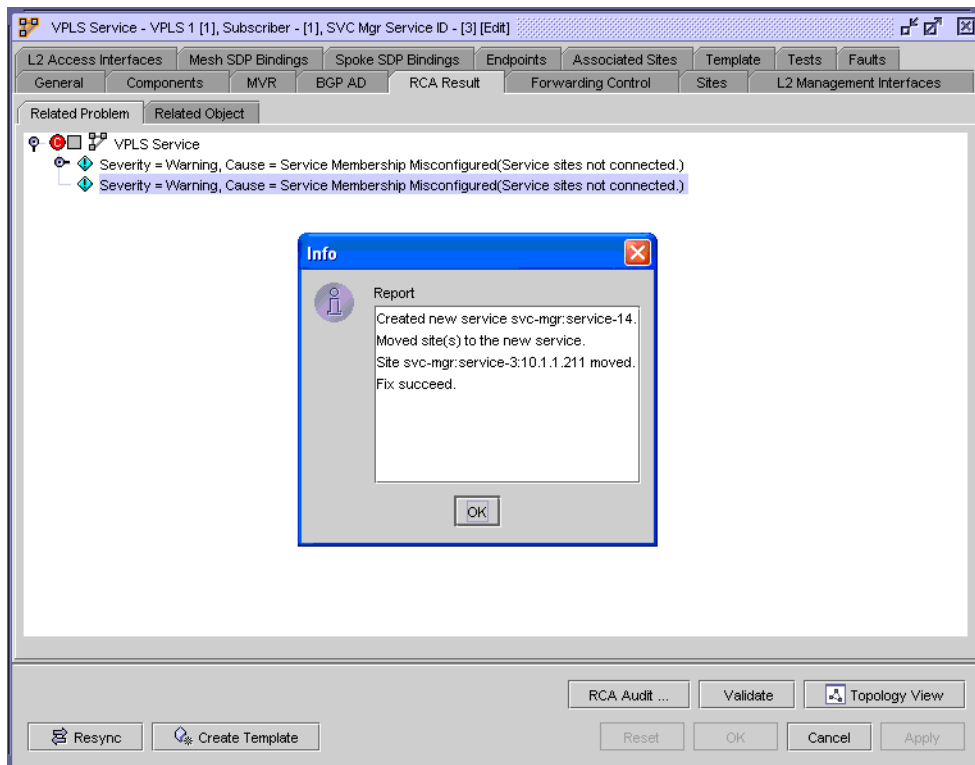 VPLS Service - VPLS 1 [1], Subscriber - [1], SVC Mgr Service ID - [3] [Edit]
L2 Access Interfaces Mesh SDP Bindings Spoke SDP Bindings Endpoints Associated Sites Template Tests Faults
General Components MVR BGP AD RCA Result Forwarding Control Sites L2 Management Interfaces
Related Problem Related Object
C VPLS Service
Severity = Warning, Cause = Service Membership Misconfigured(Service sites not connected.)
Severity = Warning, Cause = Service Membership Misconfigured(Service sites not connected.)
Info
Report
Created new service svc-mgr:service-14.
Moved site(s) to the new service.
Site svc-mgr:service-3:10.1.1.211 moved.
Fix succeed.
OK
RCA Audit ... Validate Topology View
Resync Create Template Reset OK Cancel Apply